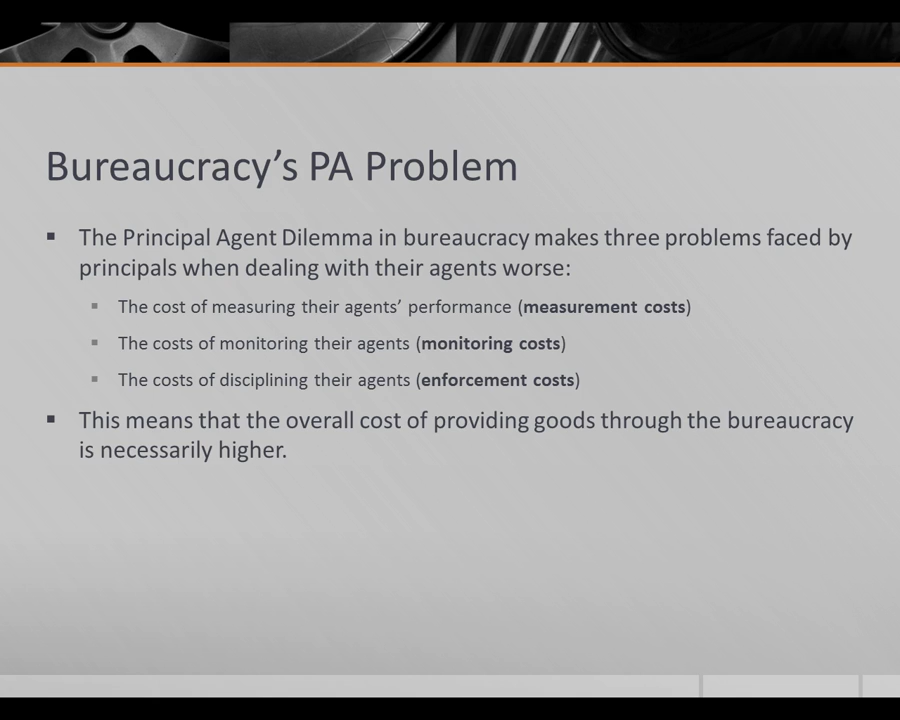 Bureaucracy’s PA Problem
▪ The Principal Agent Dilemma in bureaucracy makes three problems faced by
principals when dealing with their agents worse:
▪ The cost of measuring their agents’ performance (measurement costs)
▪ The costs of monitoring their agents (monitoring costs)
▪ The costs of disciplining their agents (enforcement costs)
▪ This means that the overall cost of providing goods through the bureaucracy
is necessarily higher.